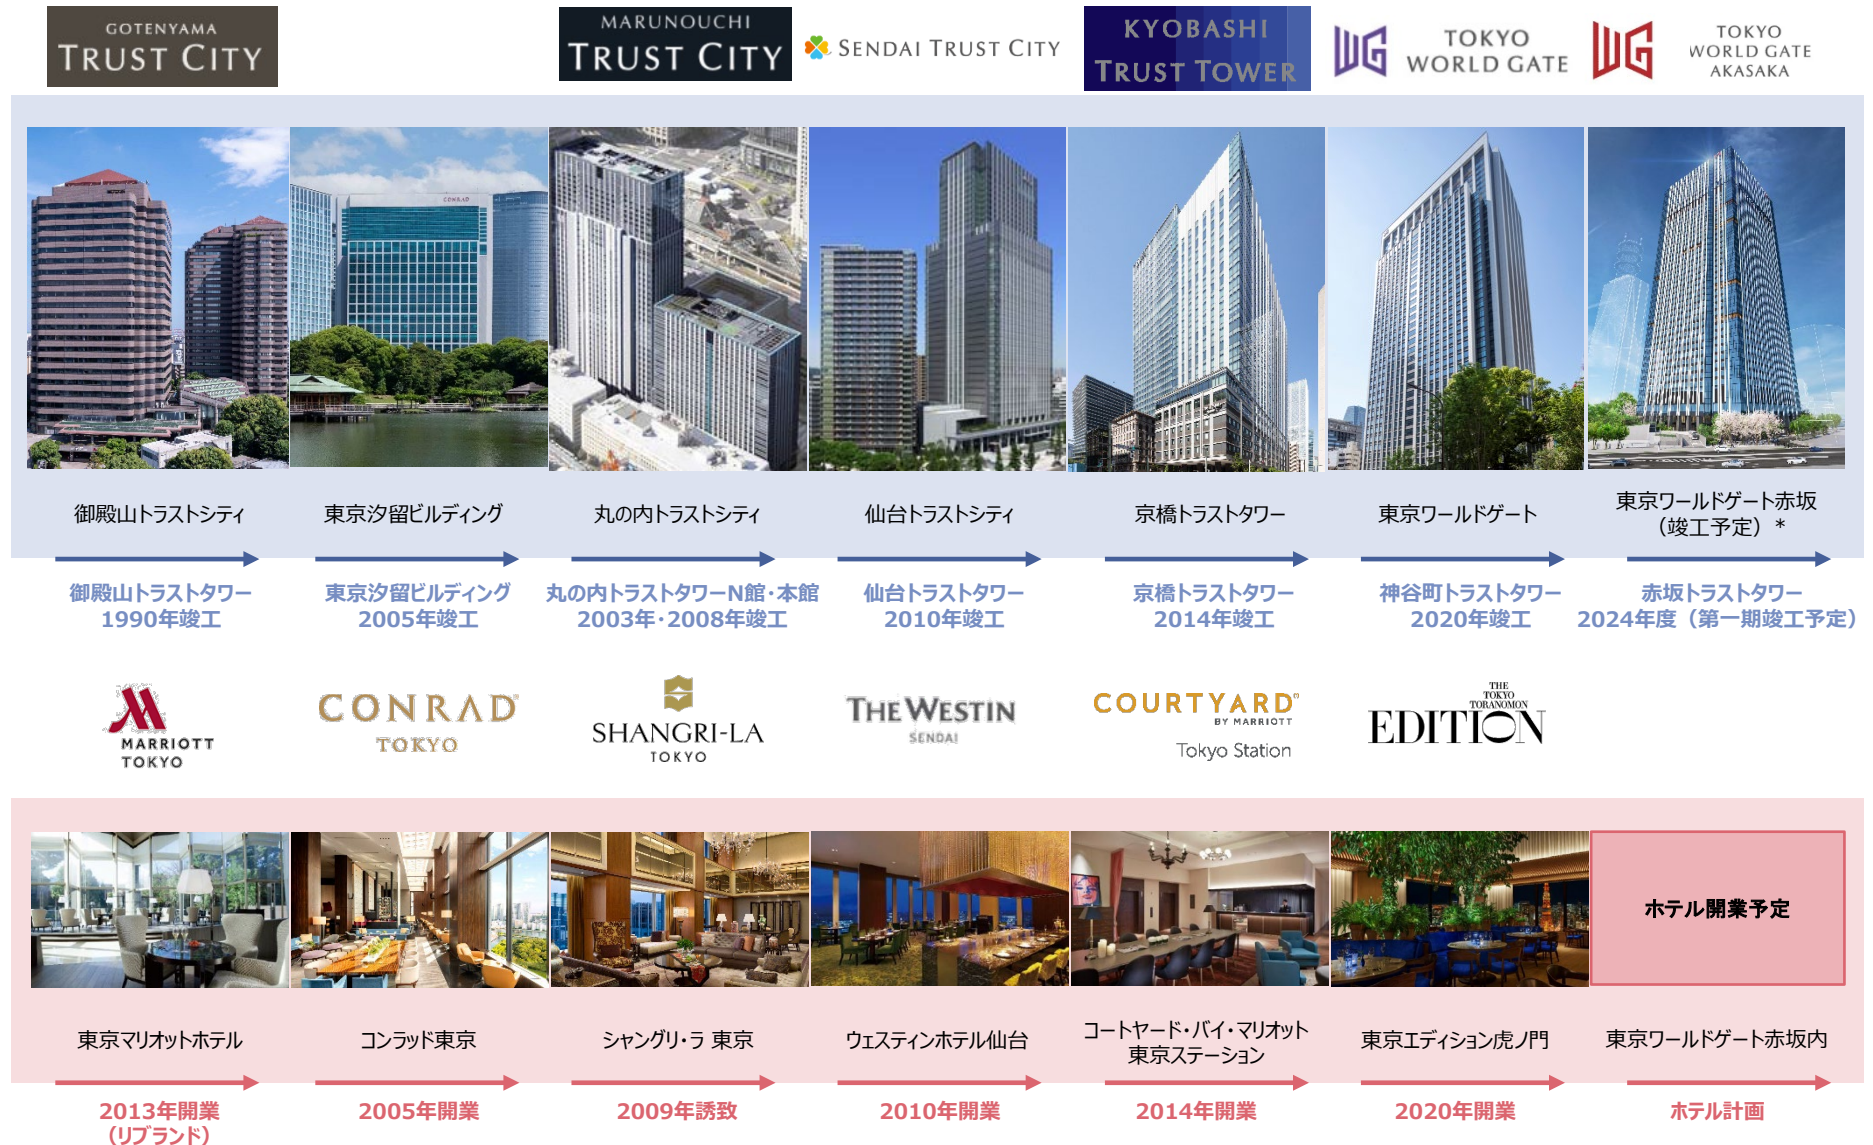 GOTENYAMA
TRUST CITY
MARUNOUCHI
TRUST CITY
SENDAI TRUST CITY
KYOBASHI
TRUST TOWER
WG
TOKYO
WORLD GATE
WG
TOKYO
WORLD GATE
AKASAKA
CONRAD
御殿山トラストシティ
東京汐留ビルディング
丸の内トラストシティ
仙台トラストシティ
京橋トラストタワー
東京ワールドゲート
東京ワールドゲート赤坂
（竣工予定）*
御殿山トラストタワー
1990年竣工
東京汐留ビルディング
2005年竣工
丸の内トラストタワーN館・本館
2003年・2008年竣工
仙台トラストタワー
2010年竣工
京橋トラストタワー
2014年竣工
神谷町トラストタワー
2020年竣工
赤坂トラストタワー
2024年度（第一期竣工予定）
MARRIOTT
TOKYO
CONRAD
TOKYO
SHANGRI-LA
TOKYO
THE WESTIN
SENDAI
COURTYARD
BY MARRIOTT
Tokyo Station
THE
TOKYO
TORANOMON
EDITION
ホテル開業予定
東京マリオットホテル
コンラッド東京
シャングリ・ラ 東京
ウェスティンホテル仙台
コートヤード・バイ・マリオット
東京ステーション
東京エディション虎ノ門
東京ワールドゲート赤坂内
2013年開業
（リブランド）
2005年開業
2009年誘致
2010年開業
2014年開業
2020年開業
ホテル計画